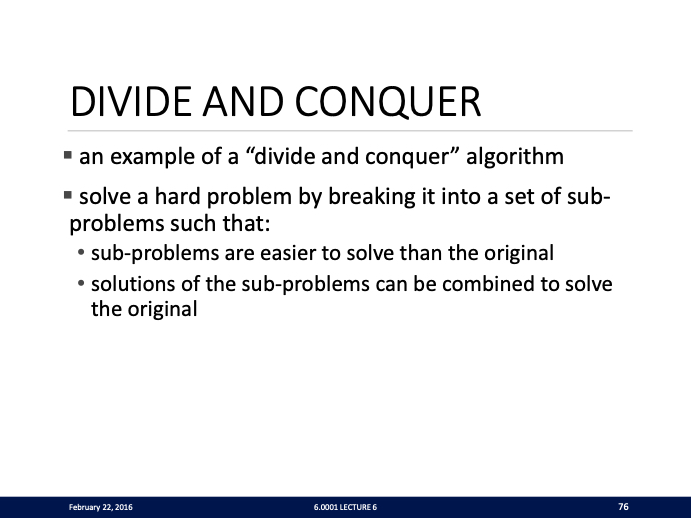 DIVIDE AND CONQUER
▪ an example of a “divide and conquer” algorithm
▪ solve a hard problem by breaking it into a set of sub-
problems such that:
• sub-problems are easier to solve than the original
• solutions of the sub-problems can be combined to solve
the original
February 22, 2016
6.0001 LECTURE 6
76